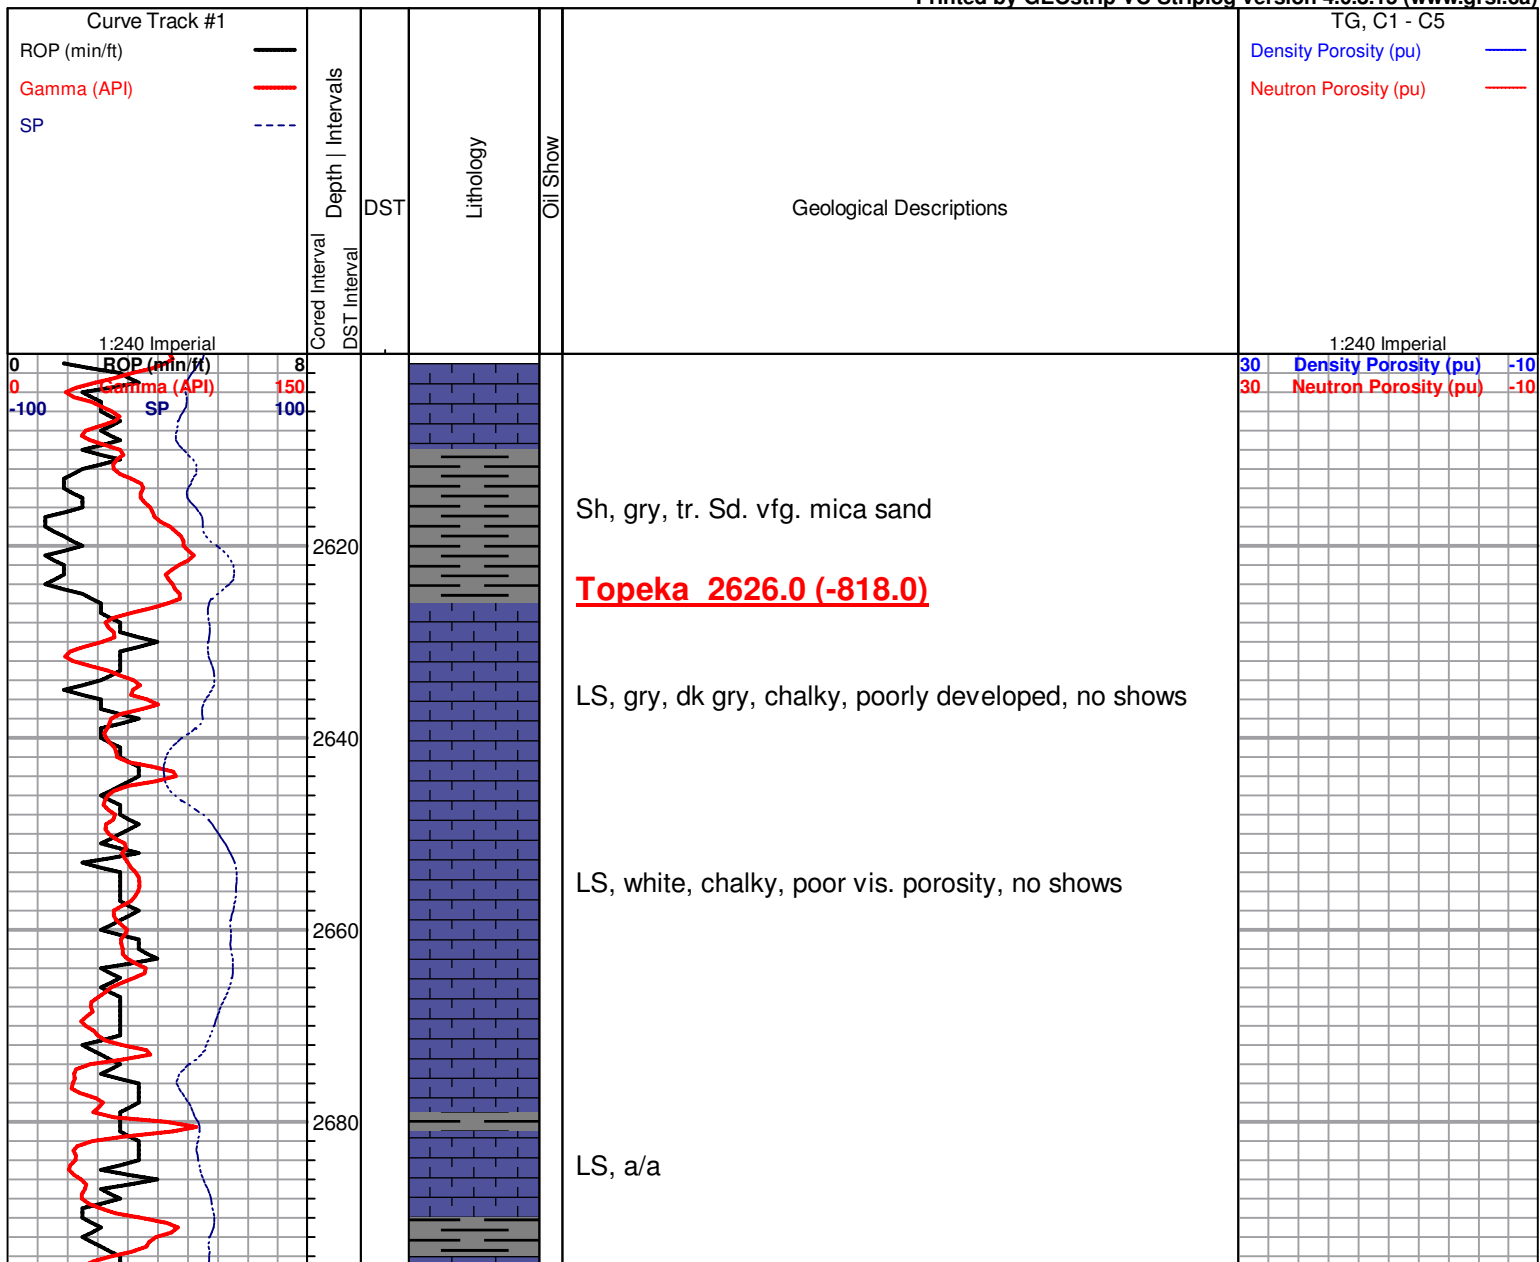 Curve Track #1
ROP (min/ft)
Gamma (API)
SP
1:240 Imperial
Cored Interval
Depth | Intervals
DST Interval
DST
Lithology
Oil Show
Geological Descriptions
TG, C1 - C5
Density Porosity (pu)
Neutron Porosity (pu)
1:240 Imperial
0 ROP (min/ft) 8
0 Gamma (API) 150
-100 SP 100
30 Density Porosity (pu) -10
30 Neutron Porosity (pu) -10
Sh, gry, tr. Sd. vfg. mica sand
2620
Topeka 2626.0 (-818.0)
LS, gry, dk gry, chalky, poorly developed, no shows
2640
LS, white, chalky, poor vis. porosity, no shows
2660
2680
LS, a/a